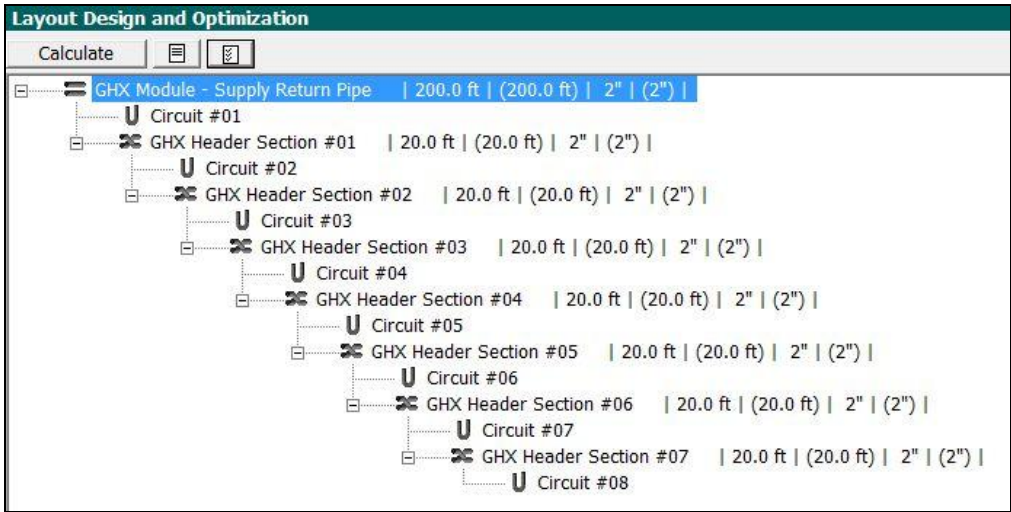 Layout Design and Optimization
Calculate
GHX Module - Supply Return Pipe | 200.0 ft | (200.0 ft) | 2" | (2") |
Circuit #01
GHX Header Section #01 | 20.0 ft | (20.0 ft) | 2" | (2") |
Circuit #02
GHX Header Section #02 | 20.0 ft | (20.0 ft) | 2" | (2") |
Circuit #03
GHX Header Section #03 | 20.0 ft | (20.0 ft) | 2" | (2") |
Circuit #04
GHX Header Section #04 | 20.0 ft | (20.0 ft) | 2" | (2") |
Circuit #05
GHX Header Section #05 | 20.0 ft | (20.0 ft) | 2" | (2") |
Circuit #06
GHX Header Section #06 | 20.0 ft | (20.0 ft) | 2" | (2") |
Circuit #07
GHX Header Section #07 | 20.0 ft | (20.0 ft) | 2" | (2") |
Circuit #08